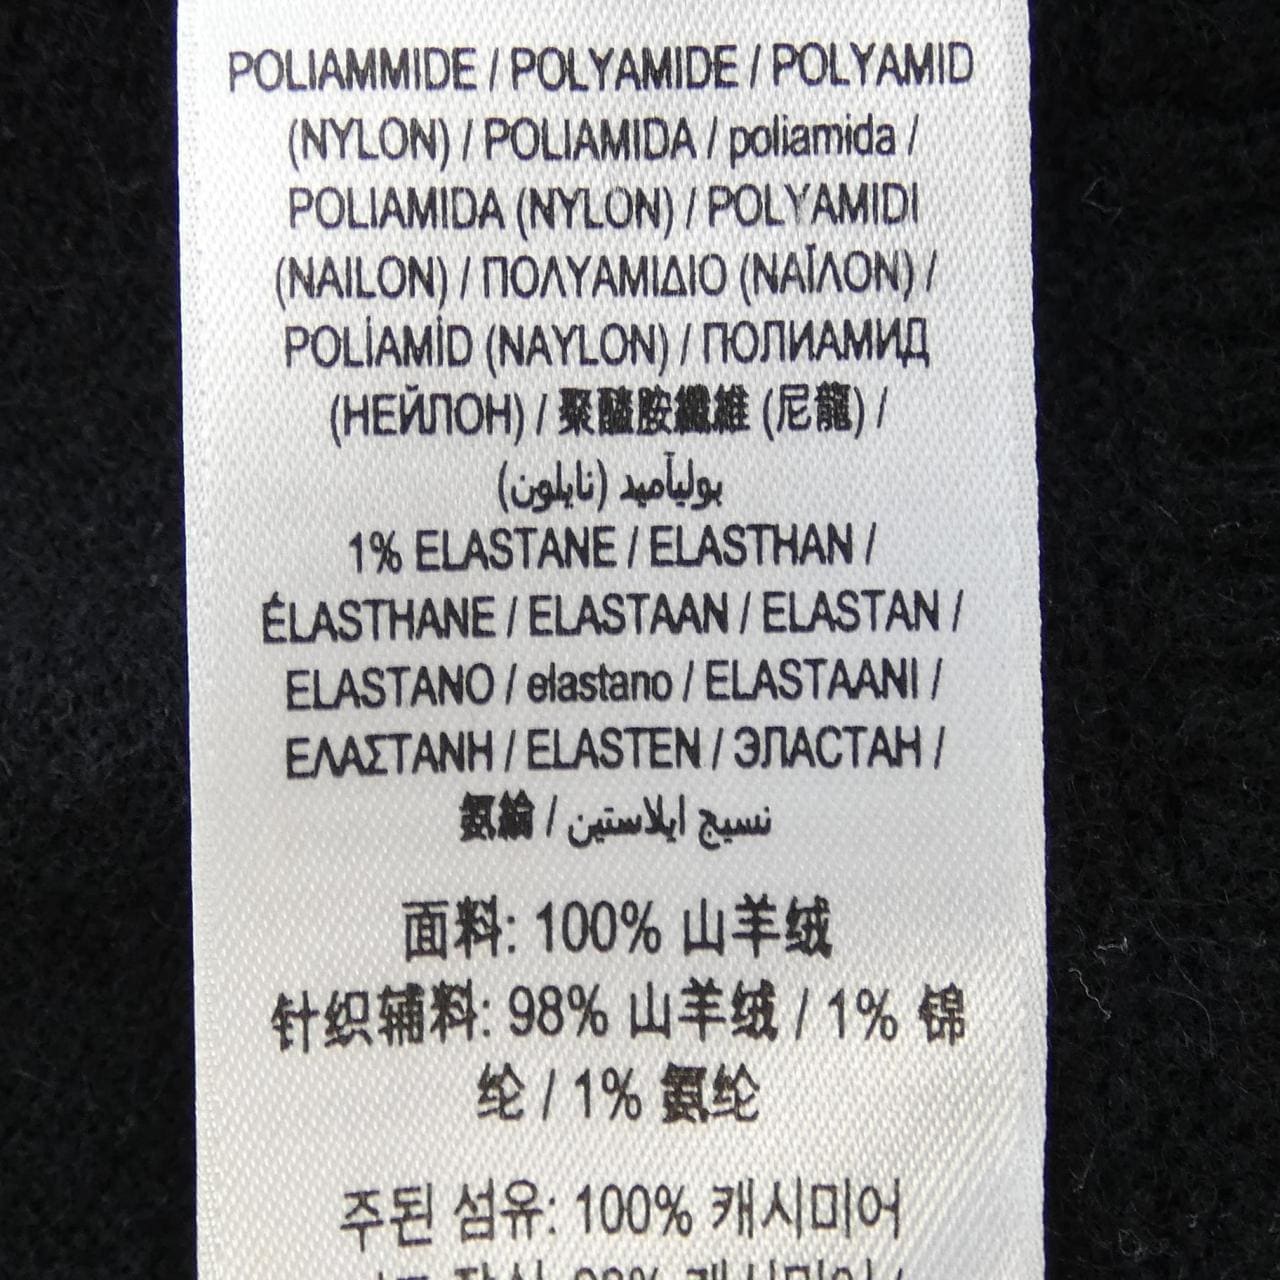 POLIAMMIDE / POLYAMIDE / POLYAMID
(NYLON) / POLIAMIDA / poliamida /
POLIAMIDA (NYLON) / POLYAMIDI
(NAILON) / ΠΟΛΥΑΜΙΔΙΟ (ΝΑΪΛΟΝ) /
POLİAMİD (NAYLON) / ПОЛИАМИД
(НЕЙЛОН) / 聚醯胺纖維 (尼龍) /
بوليآميد (نايلون)
1% ELASTANE / ELASTHAN /
ÉLASTHANE / ELASTAAN / ELASTAN /
ELASTANO / elastano / ELASTAANI /
ΕΛΑΣΤΑΝΗ / ELASTEN / ЭЛАСТАН /
氨綸 / نسيج ايلاستين
面料: 100% 山羊绒
针织辅料: 98% 山羊绒 / 1% 锦
纶 / 1% 氨纶
주된 섬유: 100% 캐시미어